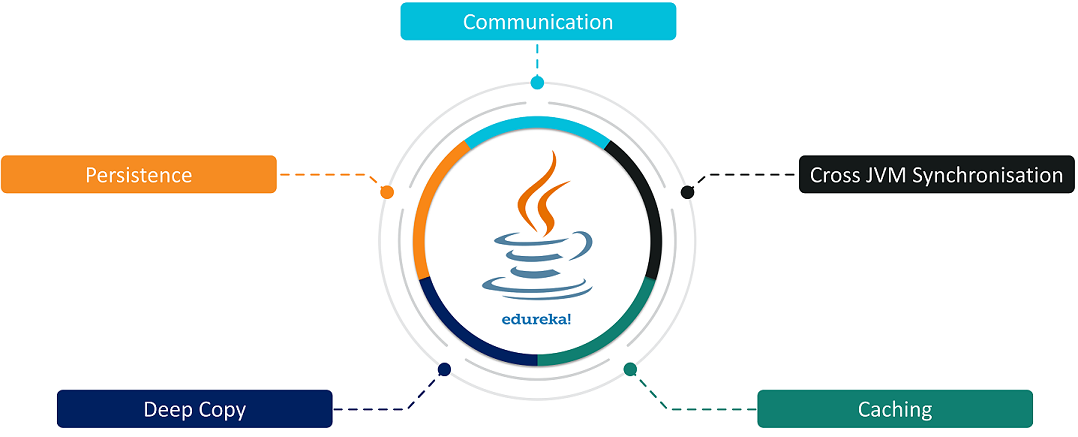 Communication
Persistence
Cross JVM Synchronisation
edureka!
Deep Copy
Caching